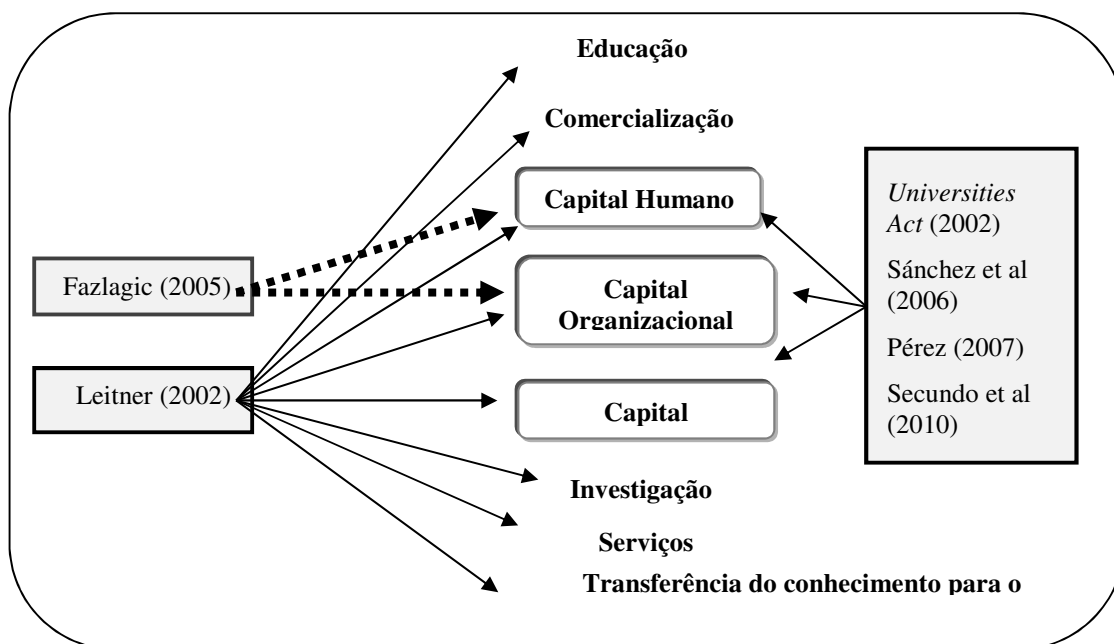 Educação
Comercialização
Capital Humano
Capital
Organizacional
Capital
Investigação
Serviços
Transferência do conhecimento para o
Fazlagic (2005)
Leitner (2002)
Universities
Act (2002)
Sánchez et al
(2006)
Pérez (2007)
Secundo et al
(2010)